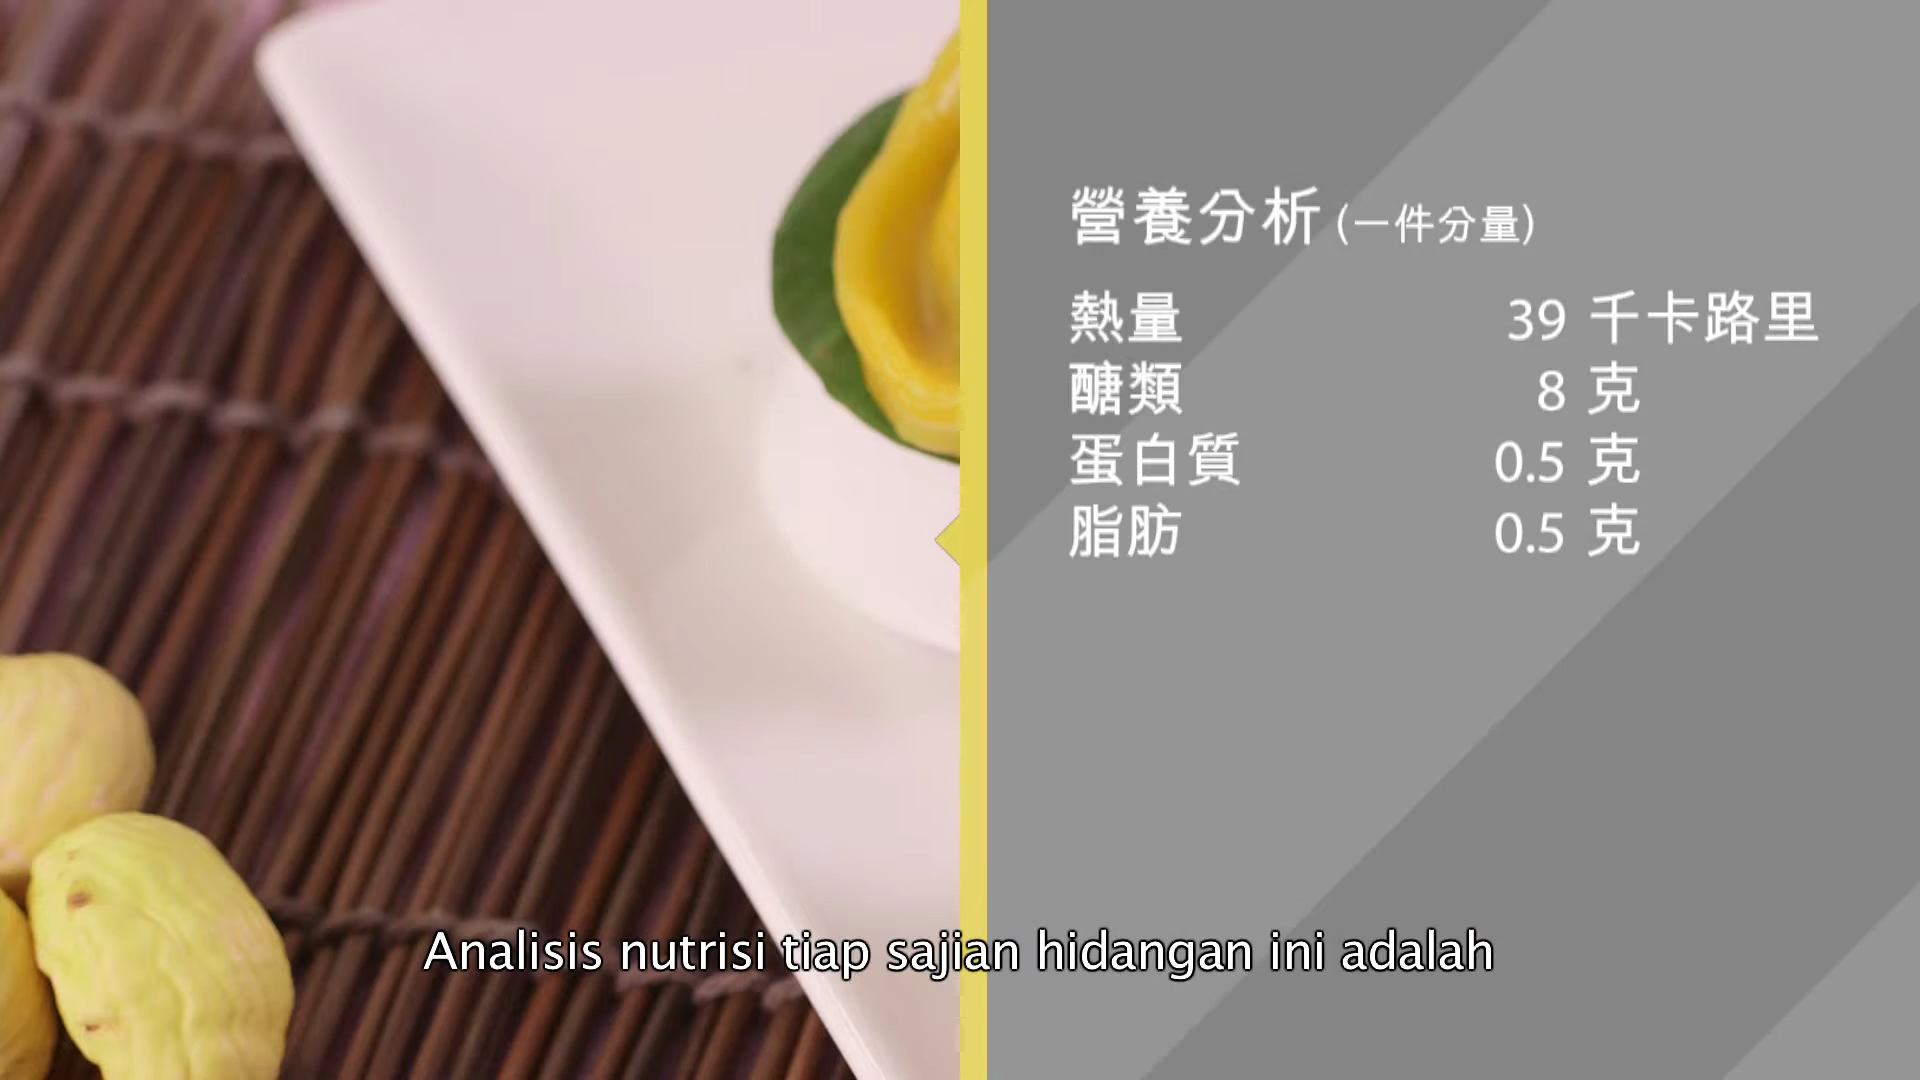 營養分析 (一件分量)
熱量 39 千卡路里
醣類 8 克
蛋白質 0.5 克
脂肪 0.5 克
Analisis nutrisi tiap sajian hidangan ini adalah